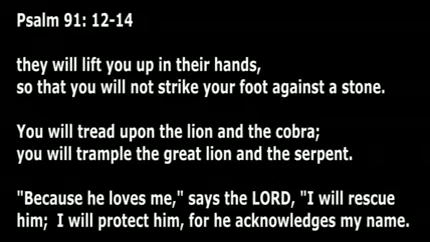 Psalm 91: 12-14
they will lift you up in their hands,
so that you will not strike your foot against a stone.
You will tread upon the lion and the cobra;
you will trample the great lion and the serpent.
"Because he loves me," says the LORD, "I will rescue
him;  I will protect him, for he acknowledges my name.